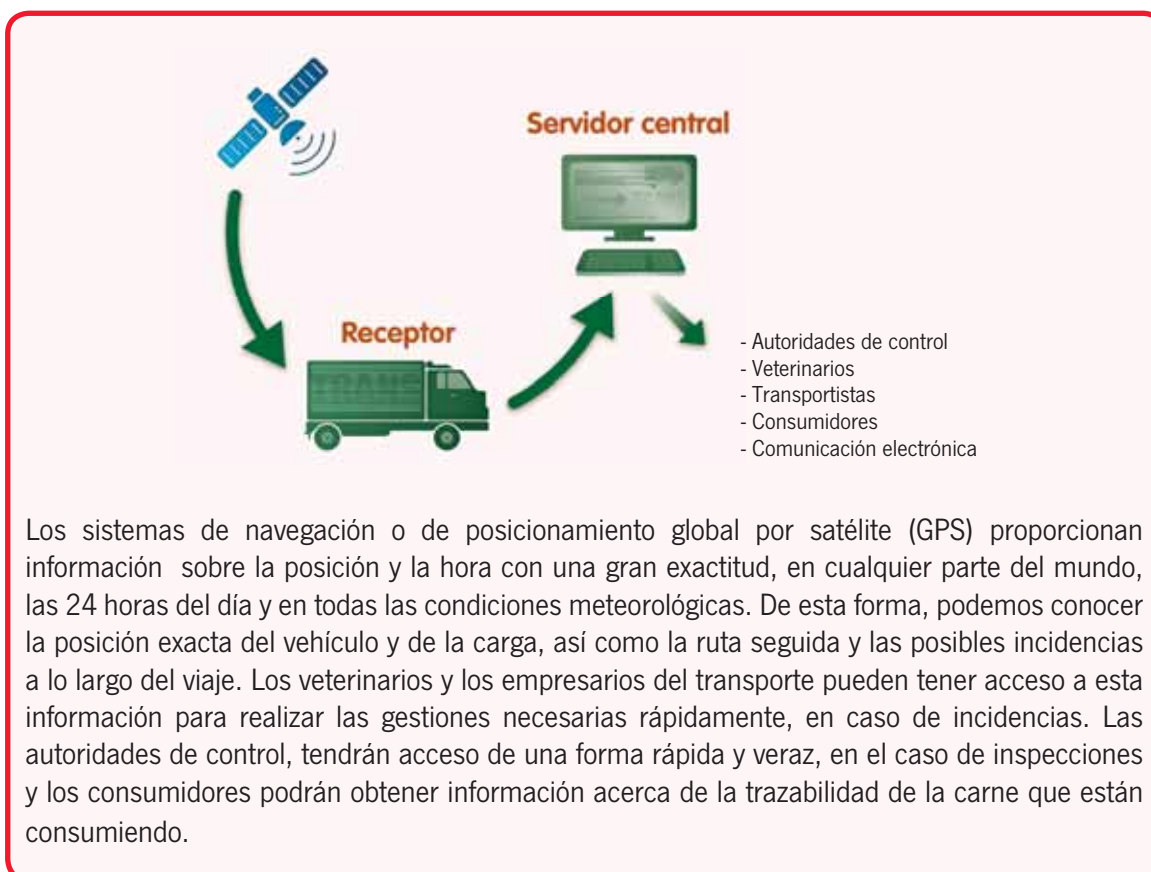 Servidor central
Receptor
TRANS
- Autoridades de control
- Veterinarios
- Transportistas
- Consumidores
- Comunicación electrónica
Los sistemas de navegación o de posicionamiento global por satélite (GPS) proporcionan
información sobre la posición y la hora con una gran exactitud, en cualquier parte del mundo,
las 24 horas del día y en todas las condiciones meteorológicas. De esta forma, podemos conocer
la posición exacta del vehículo y de la carga, así como la ruta seguida y las posibles incidencias
a lo largo del viaje. Los veterinarios y los empresarios del transporte pueden tener acceso a esta
información para realizar las gestiones necesarias rápidamente, en caso de incidencias. Las
autoridades de control, tendrán acceso de una forma rápida y veraz, en el caso de inspecciones
y los consumidores podrán obtener información acerca de la trazabilidad de la carne que están
consumiendo.